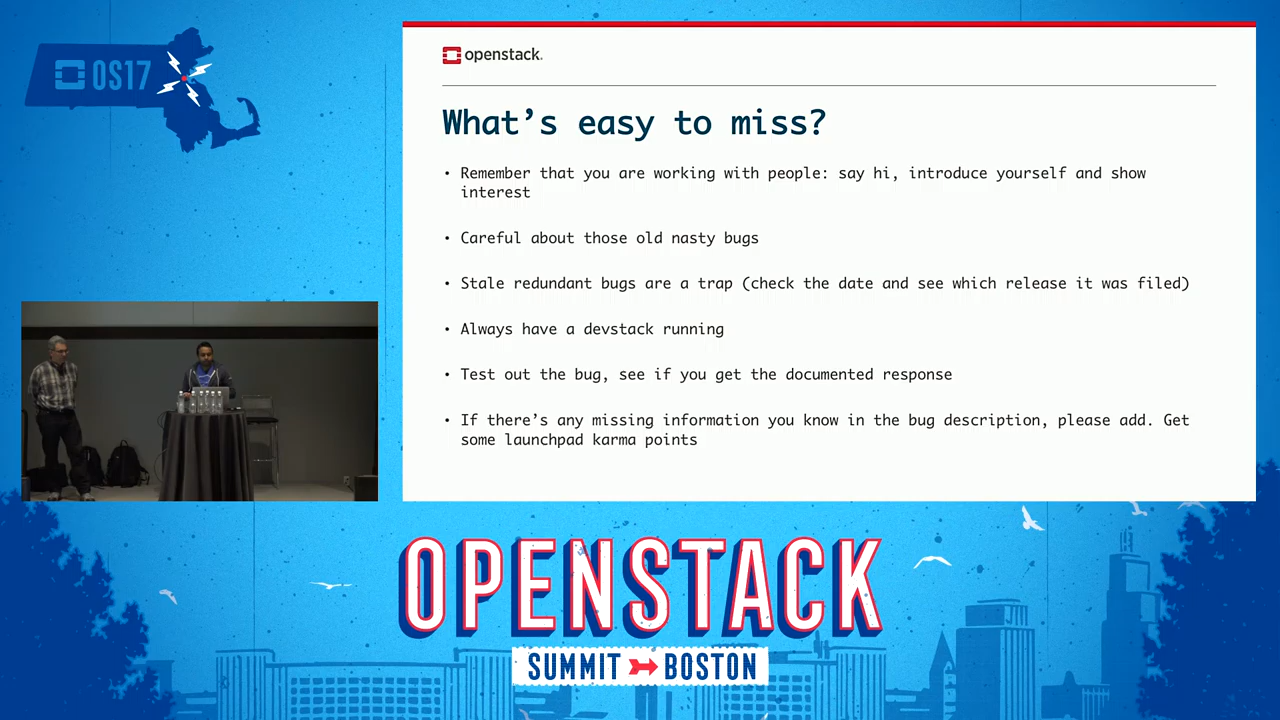 OS17
openstack.
What's easy to miss?
• Remember that you are working with people: say hi, introduce yourself and show
interest
• Careful about those old nasty bugs
• Stale redundant bugs are a trap (check the date and see which release it was filed)
• Always have a devstack running
• Test out the bug, see if you get the documented response
• If there's any missing information you know in the bug description, please add. Get
some launchpad karma points
OPENSTACK
SUMMIT BOSTON